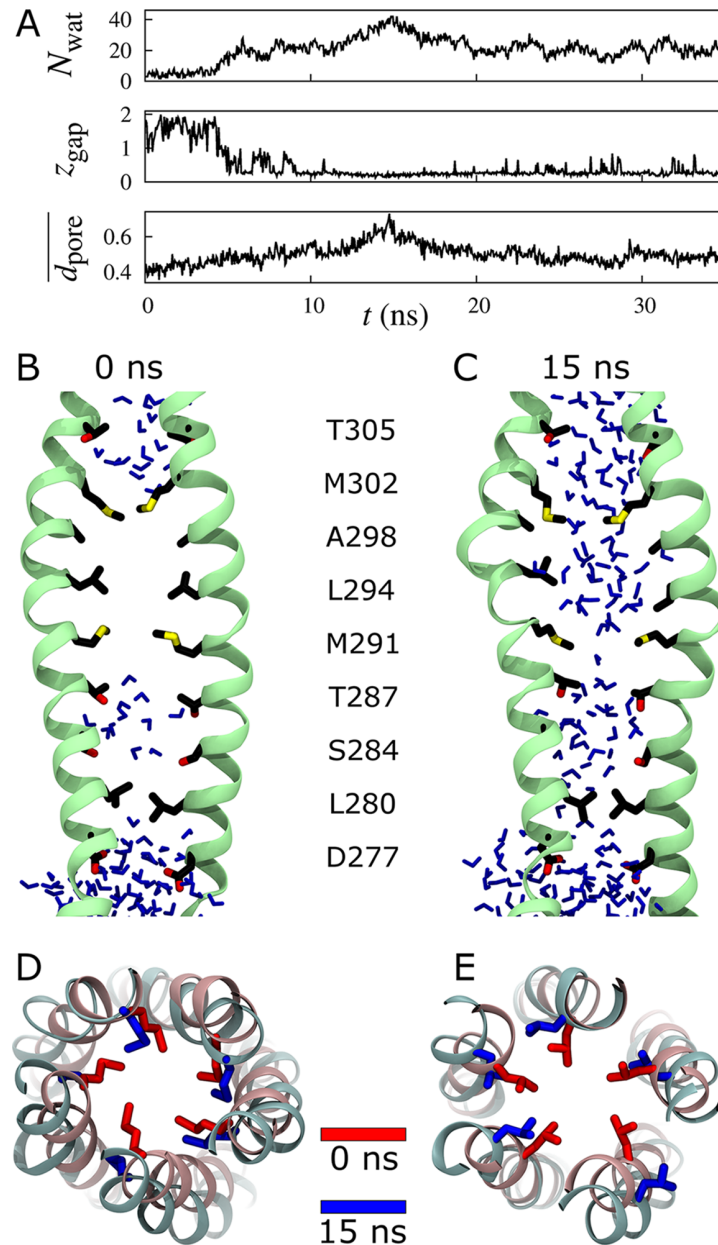 A
N_wat
40
20
0
z_gap
2
1
0
d_pore
0.6
0.4
0
10
20
30
t (ns)
B
0 ns
C
15 ns
T305
M302
A298
L294
M291
T287
S284
L280
D277
D
E
0 ns
15 ns